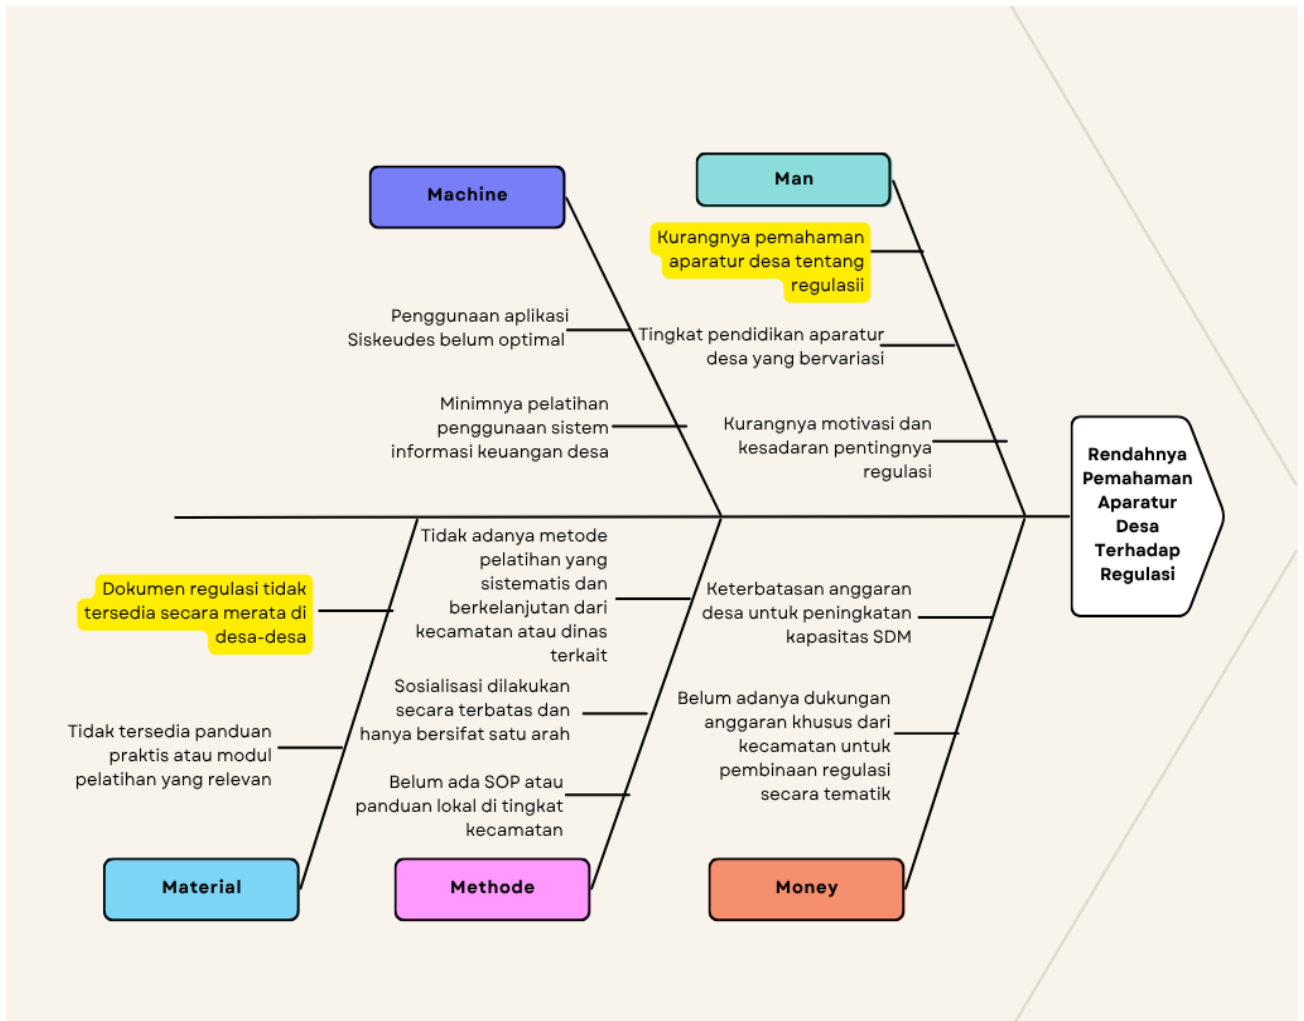 Machine
Man
Kurangnya pemahaman
aparatur desa tentang
regulasii
Penggunaan aplikasi
Siskeudes belum optimal
Tingkat pendidikan aparatur
desa yang bervariasi
Minimnya pelatihan
penggunaan sistem
informasi keuangan desa
Kurangnya motivasi dan
kesadaran pentingnya
regulasi
Rendahnya
Pemahaman
Aparatur
Desa
Terhadap
Regulasi
Dokumen regulasi tidak
tersedia secara merata di
desa-desa
Tidak tersedia panduan
praktis atau modul
pelatihan yang relevan
Tidak adanya metode
pelatihan yang
sistematis dan
berkelanjutan dari
kecamatan atau dinas
terkait
Sosialisasi dilakukan
secara terbatas dan
hanya bersifat satu arah
Belum ada SOP atau
panduan lokal di tingkat
kecamatan
Keterbatasan anggaran
desa untuk peningkatan
kapasitas SDM
Belum adanya dukungan
anggaran khusus dari
kecamatan untuk
pembinaan regulasi
secara tematik
Material
Methode
Money